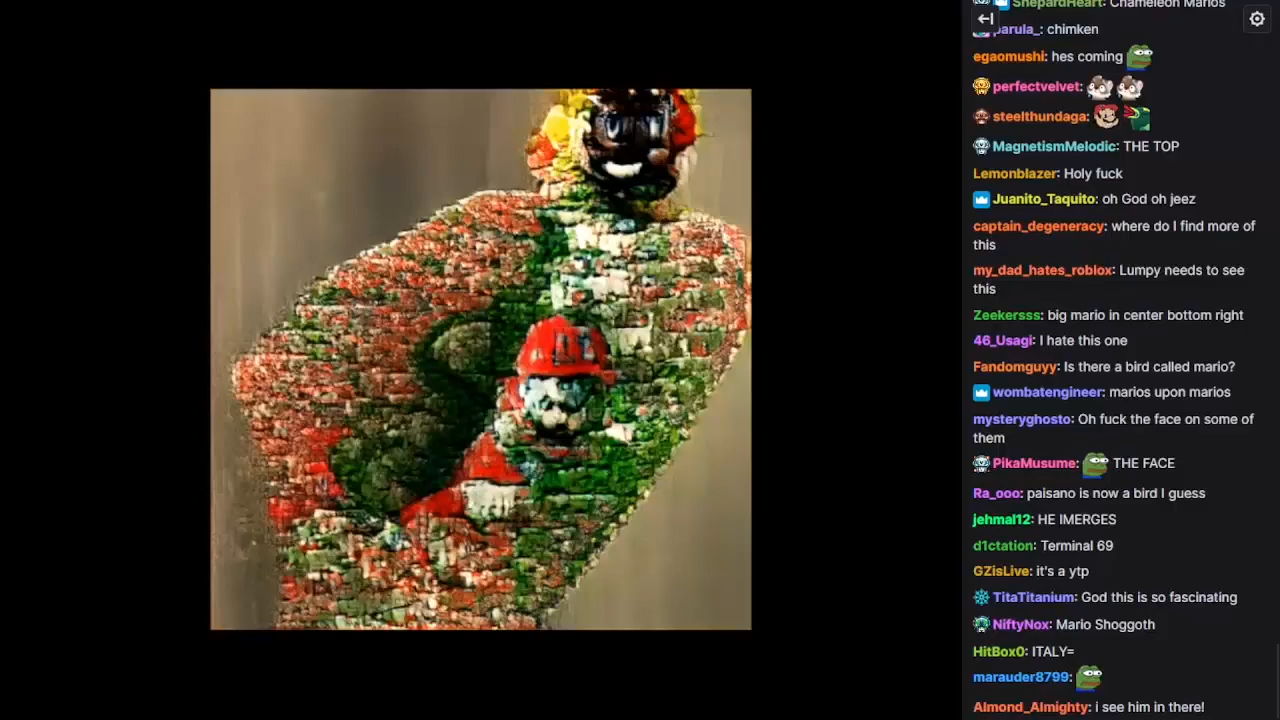 ShepardHeart: Chameleon Marios
parula_: chimken
egaomushi: hes coming
perfectvelvet:
steelthundaga:
MagnetismMelodic: THE TOP
Lemonblazer: Holy fuck
Juanito_Taquito: oh God oh jeez
captain_degeneracy: where do I find more of
this
my_dad_hates_roblox: Lumpy needs to see
this
Zeekersss: big mario in center bottom right
46_Usagi: I hate this one
Fandomguyy: Is there a bird called mario?
wombatengineer: marios upon marios
mysteryghosto: Oh fuck the face on some of
them
PikaMusume: THE FACE
Ra_ooo: paisano is now a bird I guess
jehmal12: HE IMERGES
d1ctation: Terminal 69
GZisLive: it's a ytp
TitaTitanium: God this is so fascinating
NiftyNox: Mario Shoggoth
HitBox0: ITALY=
marauder8799:
Almond_Almighty: i see him in there!